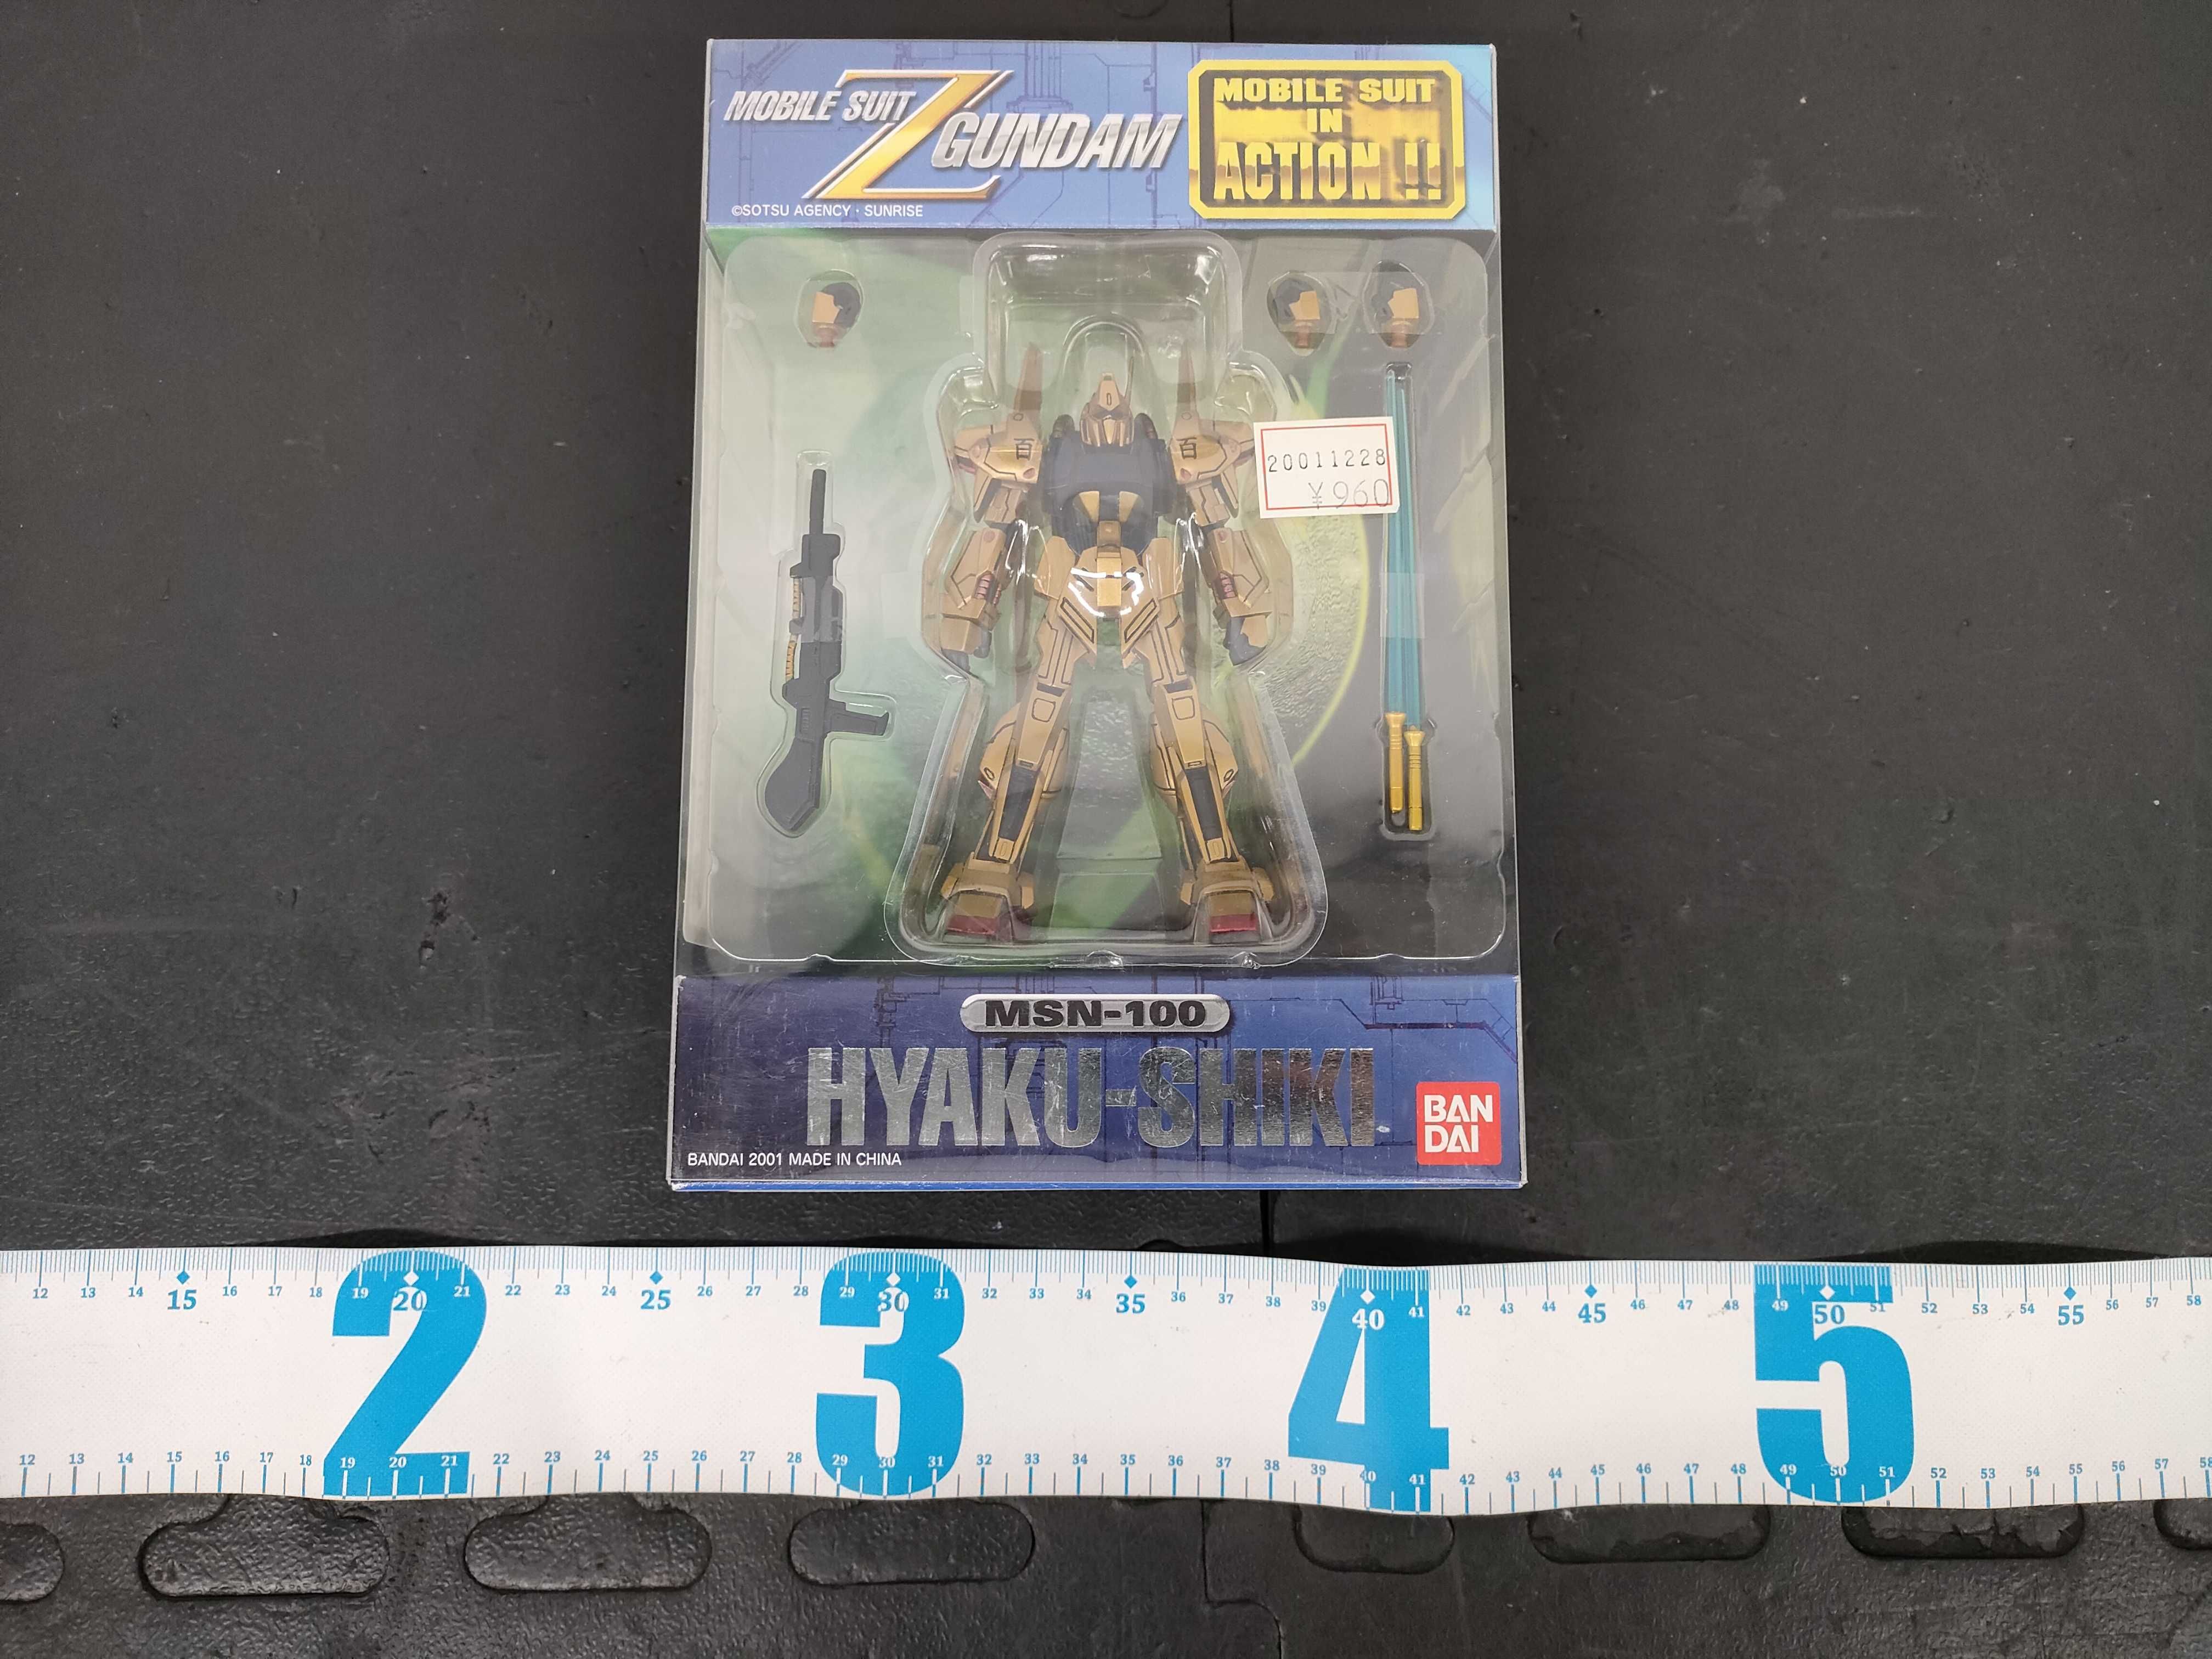 MOBILE SUIT
Z
GUNDAM
©SOTSU AGENCY・SUNRISE
MOBILE SUIT
IN
ACTION !!
百
百
20011228
¥960
MSN-100
HYAKU-SHIKI
BANDAI 2001 MADE IN CHINA
BAN
DAI
12 13 14 15 16 17 18 19 20 21 22 23 24 25 26 27 28 29 30 31 32 33 34 35 36 37 38 39 40 41 42 43 44 45 46 47 48 49 50 51 52 53 54 55 56 57 58
2 3 4 5
12 13 14 15 16 17 18 19 20 21 22 23 24 25 26 27 28 29 30 31 32 33 34 35 36 37 38 39 40 41 42 43 44 45 46 47 48 49 50 51 52 53 54 55 56 57 58